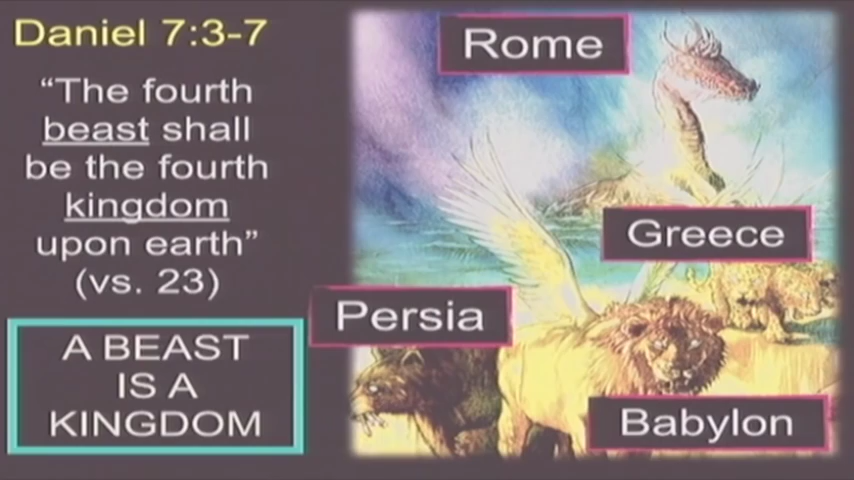 Daniel 7:3-7
“The fourth
beast shall
be the fourth
kingdom
upon earth”
(vs. 23)
A BEAST
IS A
KINGDOM
Rome
Greece
Persia
Babylon